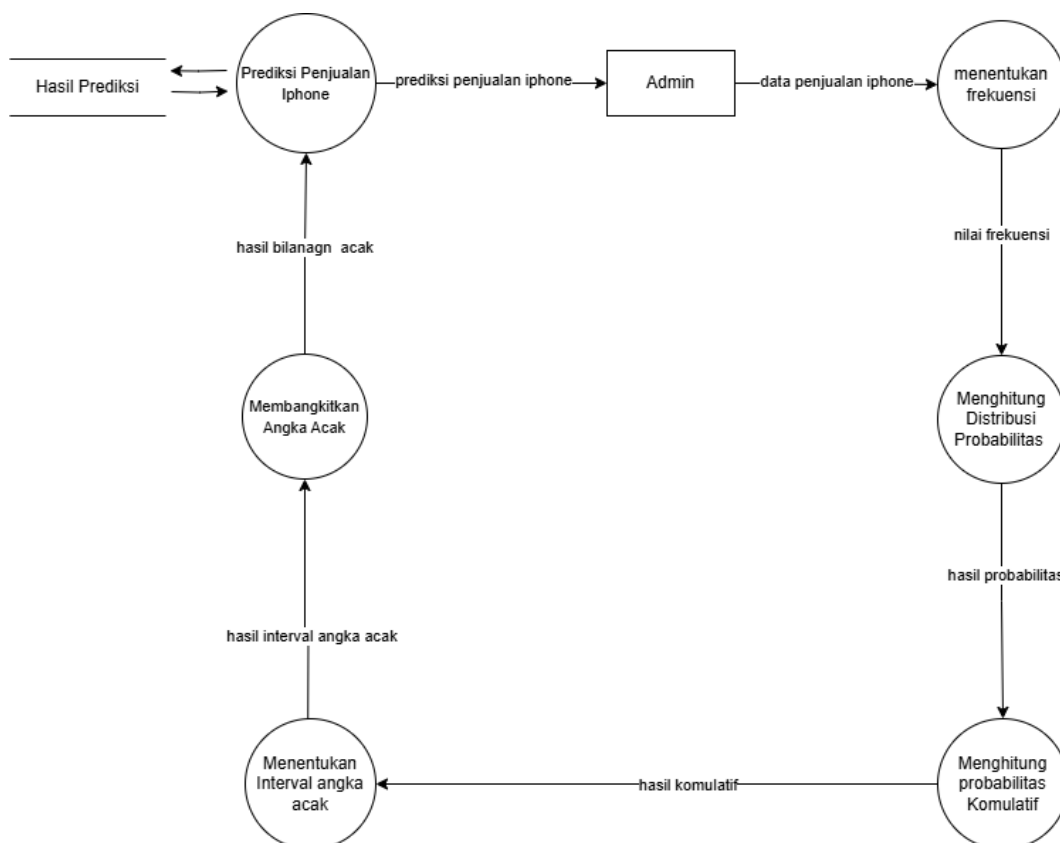 Hasil Prediksi
Prediksi Penjualan
Iphone
prediksi penjualan iphone
Admin
data penjualan iphone
menentukan
frekuensi
hasil bilanagn acak
nilai frekuensi
Membangkitkan
Angka Acak
Menghitung
Distribusi
Probabilitas
hasil probabilitas
hasil interval angka acak
Menentukan
Interval angka
acak
hasil komulatif
Menghitung
probabilitas
Komulatif